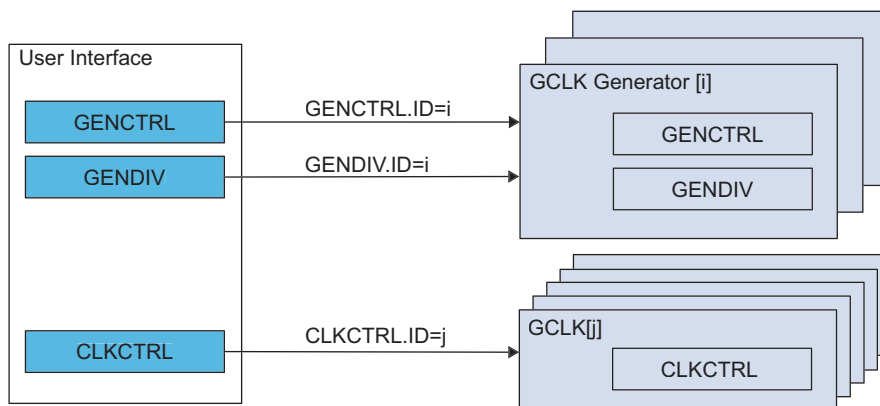 User Interface
GENCTRL
GENDIV
CLKCTRL
GENCTRL.ID=i
GENDIV.ID=i
CLKCTRL.ID=j
GCLK Generator [i]
GENCTRL
GENDIV
GCLK[j]
CLKCTRL